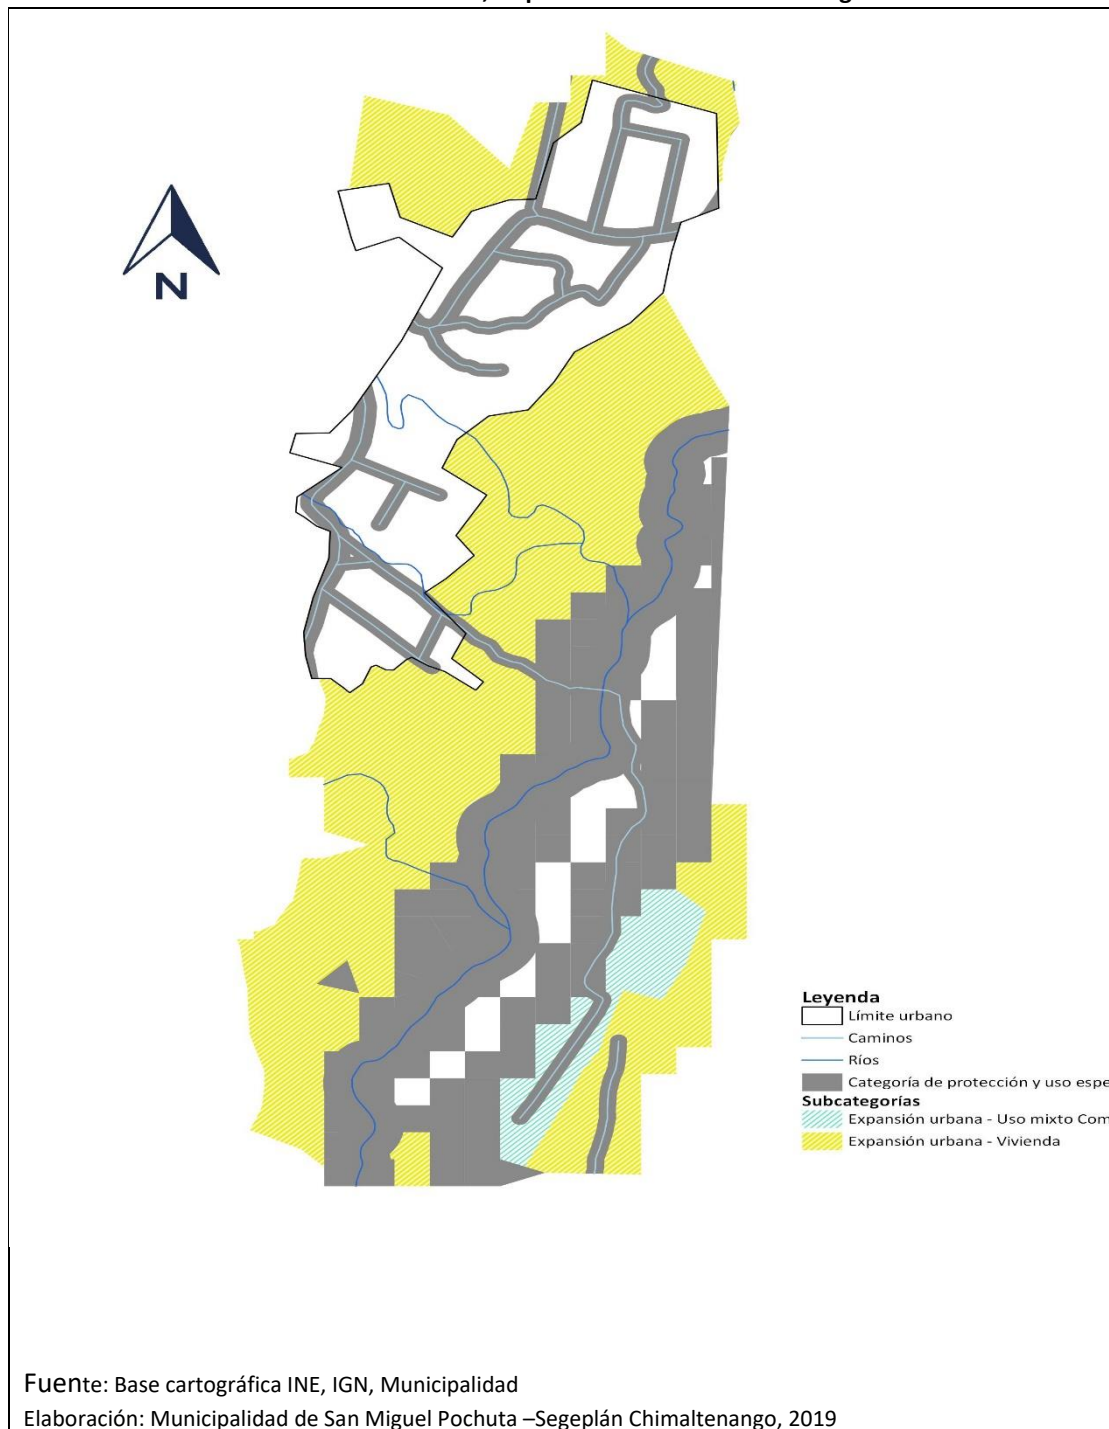 N
Leyenda
Límite urbano
Caminos
Ríos
Categoría de protección y uso espe
Subcategorías
Expansión urbana - Uso mixto Com
Expansión urbana - Vivienda
Fuente: Base cartográfica INE, IGN, Municipalidad
Elaboración: Municipalidad de San Miguel Pochuta –Segeplán Chimaltenango, 2019